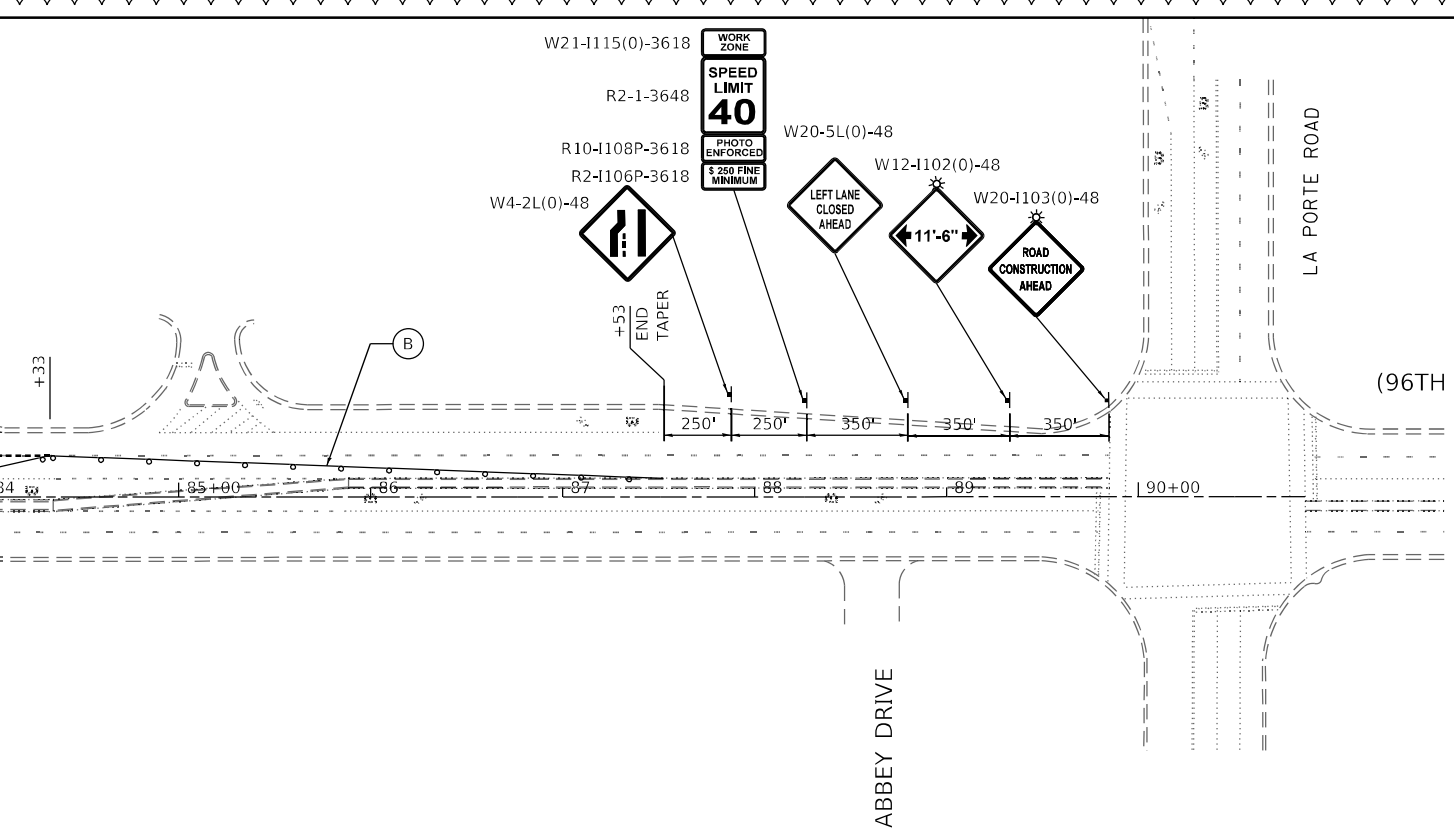 W21-I115(0)-3618
WORK
ZONE
R2-1-3648
SPEED
LIMIT
40
R10-I108P-3618
PHOTO
ENFORCED
R2-I106P-3618
$ 250 FINE
MINIMUM
W4-2L(0)-48
W20-5L(0)-48
LEFT LANE
CLOSED
AHEAD
W12-I102(0)-48
11'-6"
W20-I103(0)-48
ROAD
CONSTRUCTION
AHEAD
LA PORTE ROAD
+53
END
TAPER
+33
B
(96TH
250'
250'
350'
350'
350'
84
85+00
86
87
88
89
90+00
ABBEY DRIVE